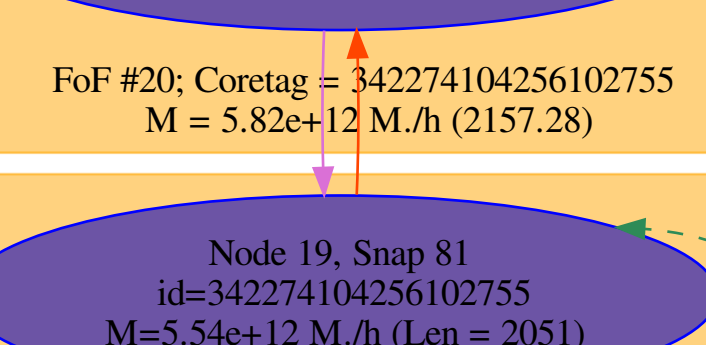 FoF #20; Coretag = 342274104256102755
M = 5.82e+12 M./h (2157.28)
Node 19, Snap 81
id=342274104256102755
M=5.54e+12 M./h (Len = 2051)